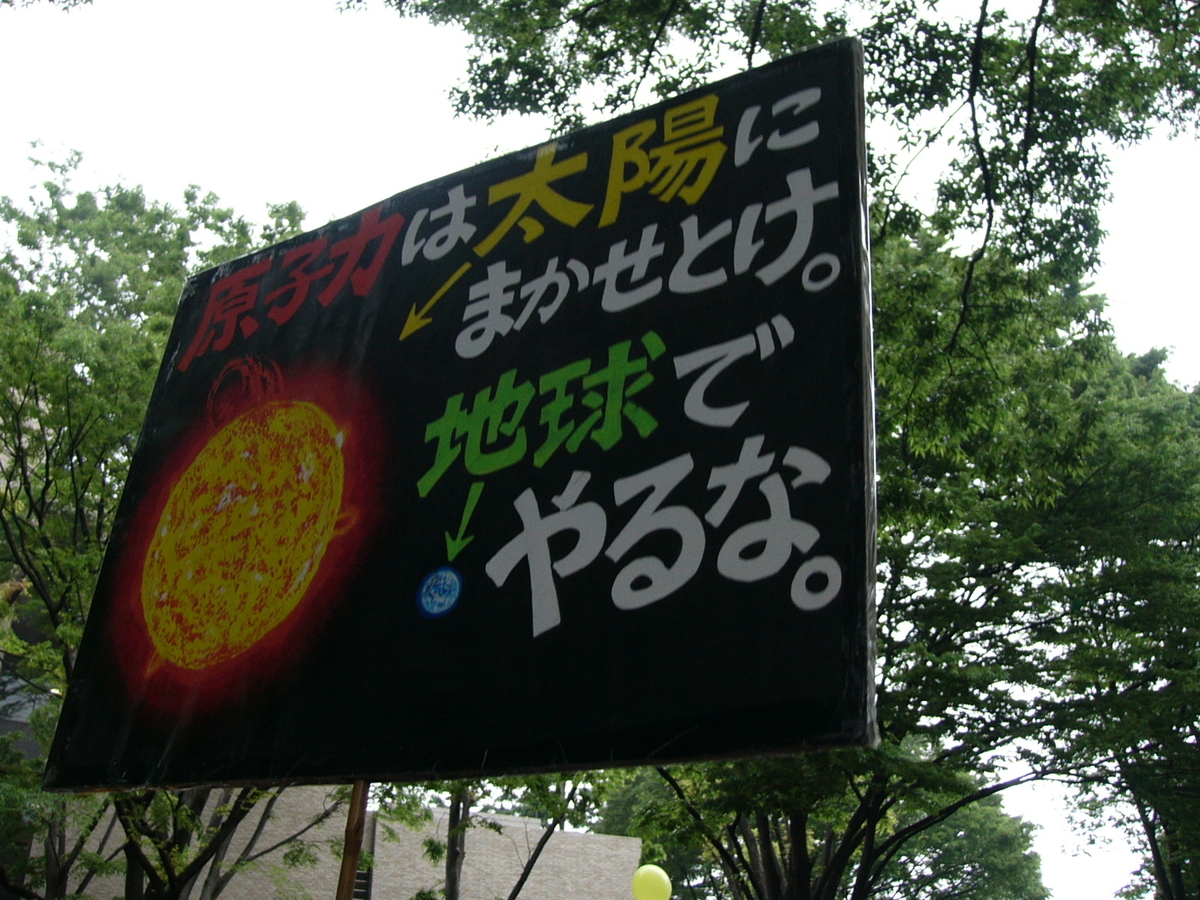 原子力は太陽に
まかせとけ。
地球で
やるな。